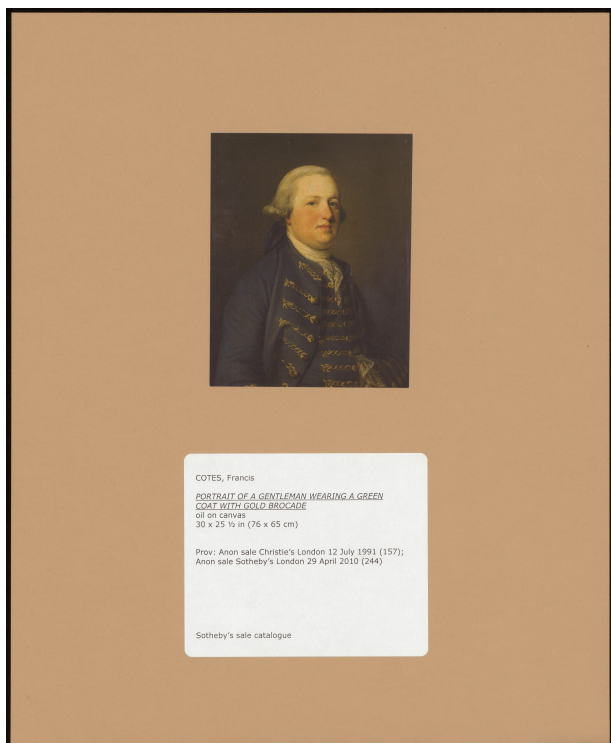 COTES, Francis
PORTRAIT OF A GENTLEMAN WEARING A GREEN
COAT WITH GOLD BROCADE
oil on canvas
30 x 25 ½ in (76 x 65 cm)
Prov: Anon sale Christie's London 12 July 1991 (157);
Anon sale Sotheby's London 29 April 2010 (244)
Sotheby's sale catalogue